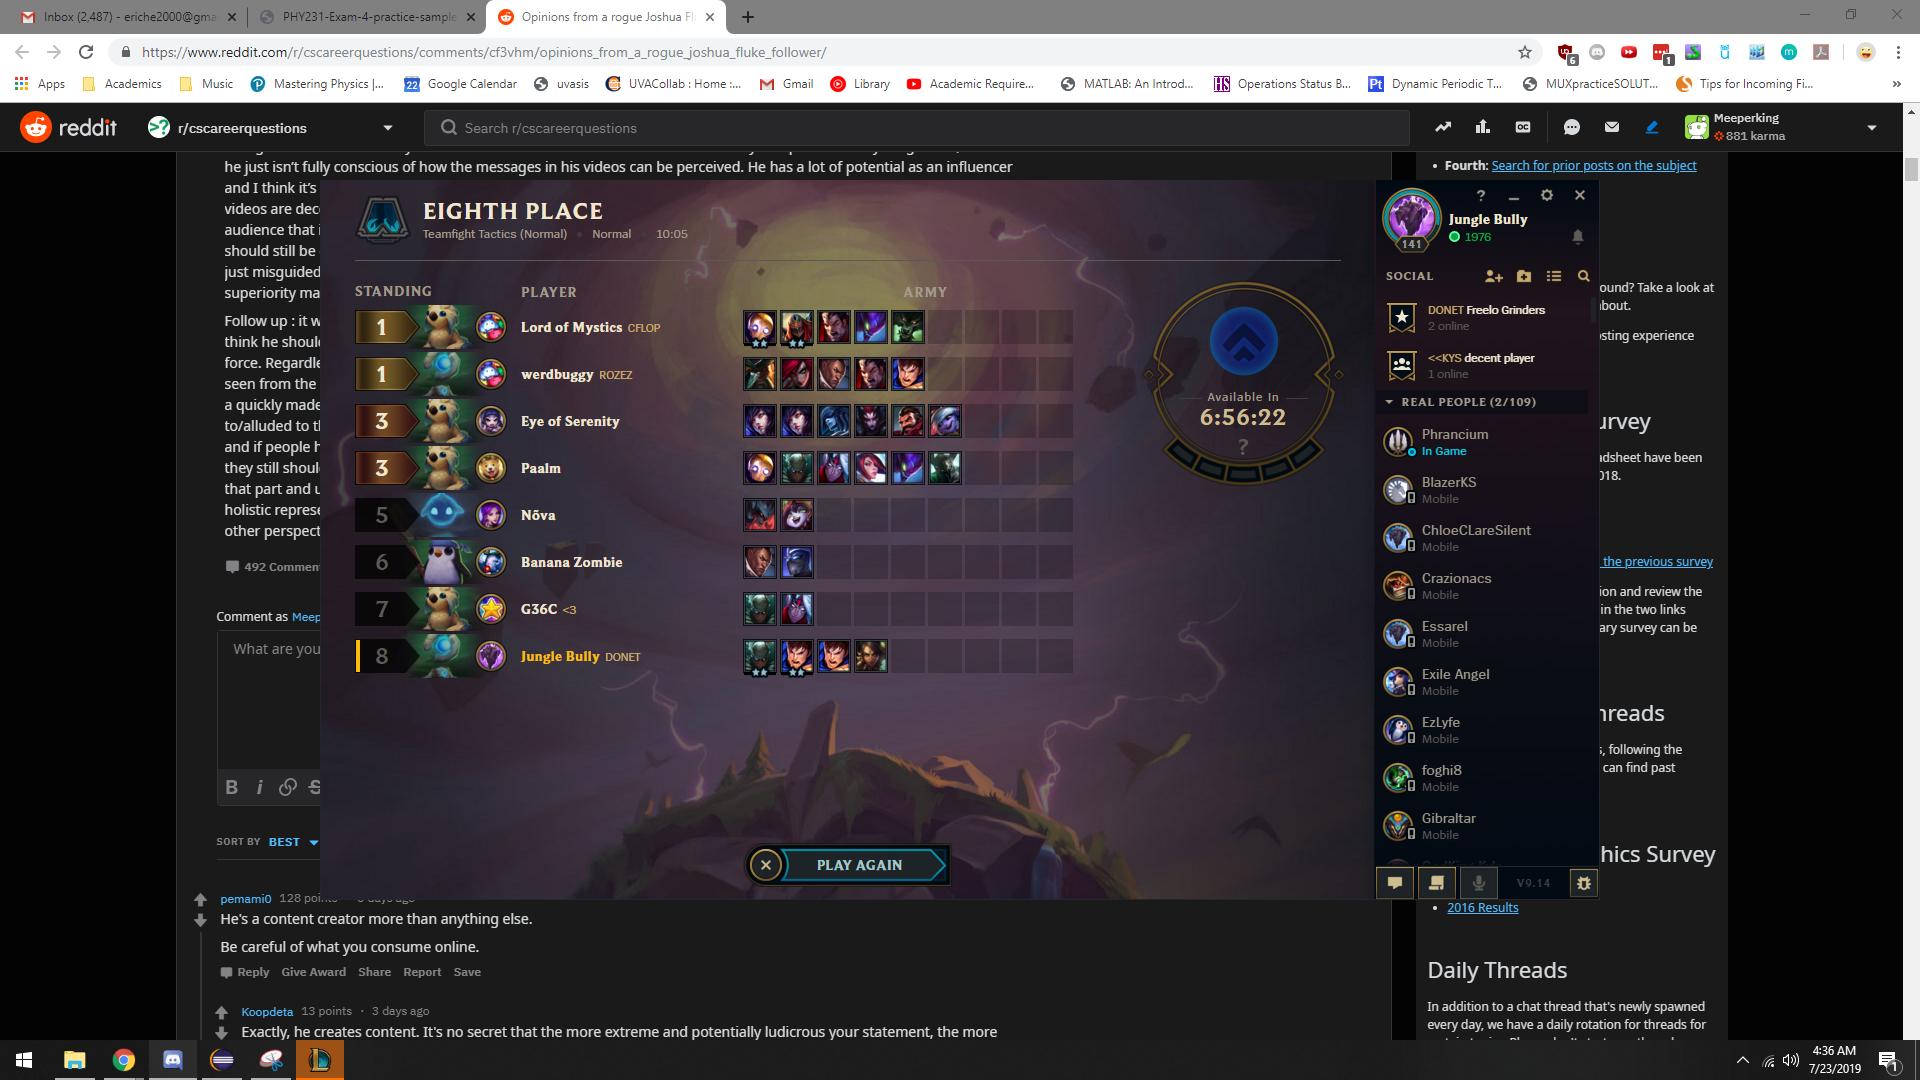 Inbox (2,487) - eriche2000@gma
PHY231-Exam-4-practice-sample
Opinions from a rogue Joshua Fl
https://www.reddit.com/r/cscareerquestions/comments/cf3vhm/opinions_from_a_rogue_joshua_fluke_follower/
6
1
Apps
Academics
Music
Mastering Physics |...
22
Google Calendar
uvasis
UVACollab : Home :...
Gmail
Library
Academic Require...
MATLAB: An Introd...
Operations Status B...
Dynamic Periodic T...
MUXpracticeSOLUT...
Tips for Incoming Fi...
»
reddit
r/cscareerquestions
Search r/cscareerquestions
Meeperking
881 karma
he just isn't fully conscious of how the messages in his videos can be perceived. He has a lot of potential as an influencer
and I think it's
videos are dec
audience that i
should still be
just misguided
superiority ma
Follow up : it w
think he shoul
force. Regardle
seen from the
a quickly made
to/alluded to th
and if people h
they still shoul
that part and u
holistic represe
other perspect
492 Commen
Comment as Meep
What are you
B i S
SORT BY BEST
EIGHTH PLACE
Teamfight Tactics (Normal) • Normal • 10:05
STANDING PLAYER ARMY
1 Lord of Mystics CFLOP
1 werdbuggy ROZEZ
3 Eye of Serenity
3 Paalm
5 Nõva
6 Banana Zombie
7 G36C <3
8 Jungle Bully DONET
Available In
6:56:22
?
PLAY AGAIN
?
Jungle Bully
1976
141
SOCIAL
DONET Freelo Grinders
2 online
<<KYS decent player
1 online
REAL PEOPLE (2/109)
Phrancium
In Game
BlazerKS
Mobile
ChloeCLareSilent
Mobile
Crazionacs
Mobile
Essarel
Mobile
Exile Angel
Mobile
EzLyfe
Mobile
foghi8
Mobile
Gibraltar
Mobile
V9.14
pemami0 128 points
He's a content creator more than anything else.
Be careful of what you consume online.
Reply Give Award Share Report Save
Koopdeta 13 points · 3 days ago
Exactly, he creates content. It's no secret that the more extreme and potentially ludicrous your statement, the more
• Fourth: Search for prior posts on the subject
ound? Take a look at
bout.
sting experience
urvey
adsheet have been
018.
the previous survey
ion and review the
in the two links
ary survey can be
hreads
s, following the
can find past
hics Survey
• 2016 Results
Daily Threads
In addition to a chat thread that's newly spawned
every day, we have a daily rotation for threads for
4:36 AM
7/23/2019
1